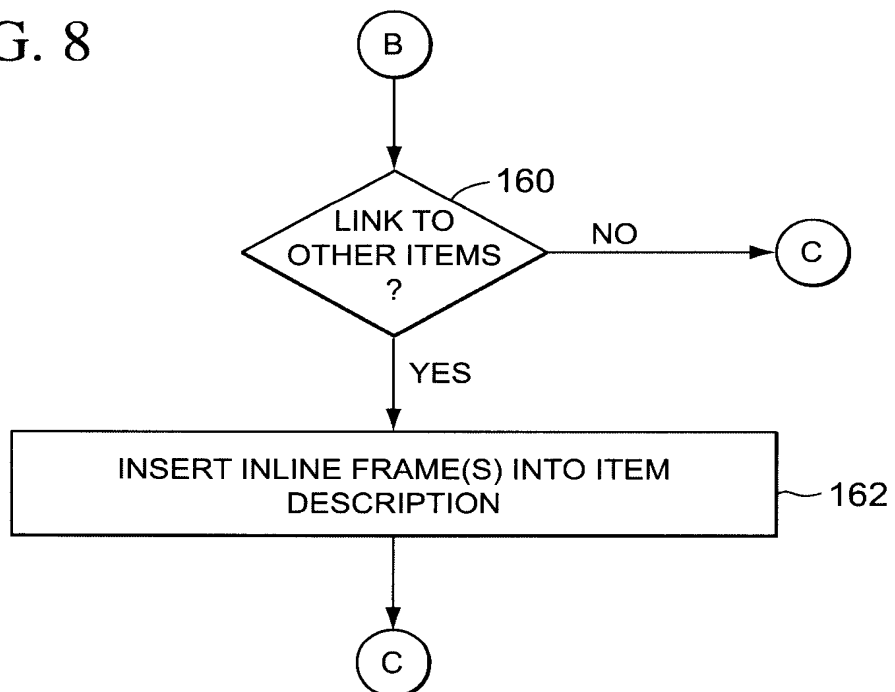 G. 8
B
160
LINK TO
OTHER ITEMS
?
NO
C
YES
INSERT INLINE FRAME(S) INTO ITEM
DESCRIPTION
162
C